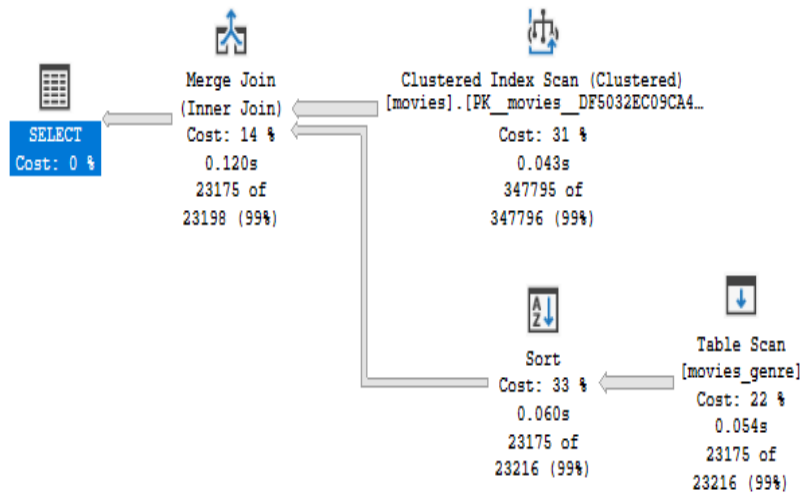 SELECT
Cost: 0 %
Merge Join
(Inner Join)
Cost: 14 %
0.120s
23175 of
23198 (99%)
Clustered Index Scan (Clustered)
[movies].[PK__movies__DF5032EC09CA4…
Cost: 31 %
0.043s
347795 of
347796 (99%)
A
Z
Sort
Cost: 33 %
0.060s
23175 of
23216 (99%)
Table Scan
[movies_genre]
Cost: 22 %
0.054s
23175 of
23216 (99%)